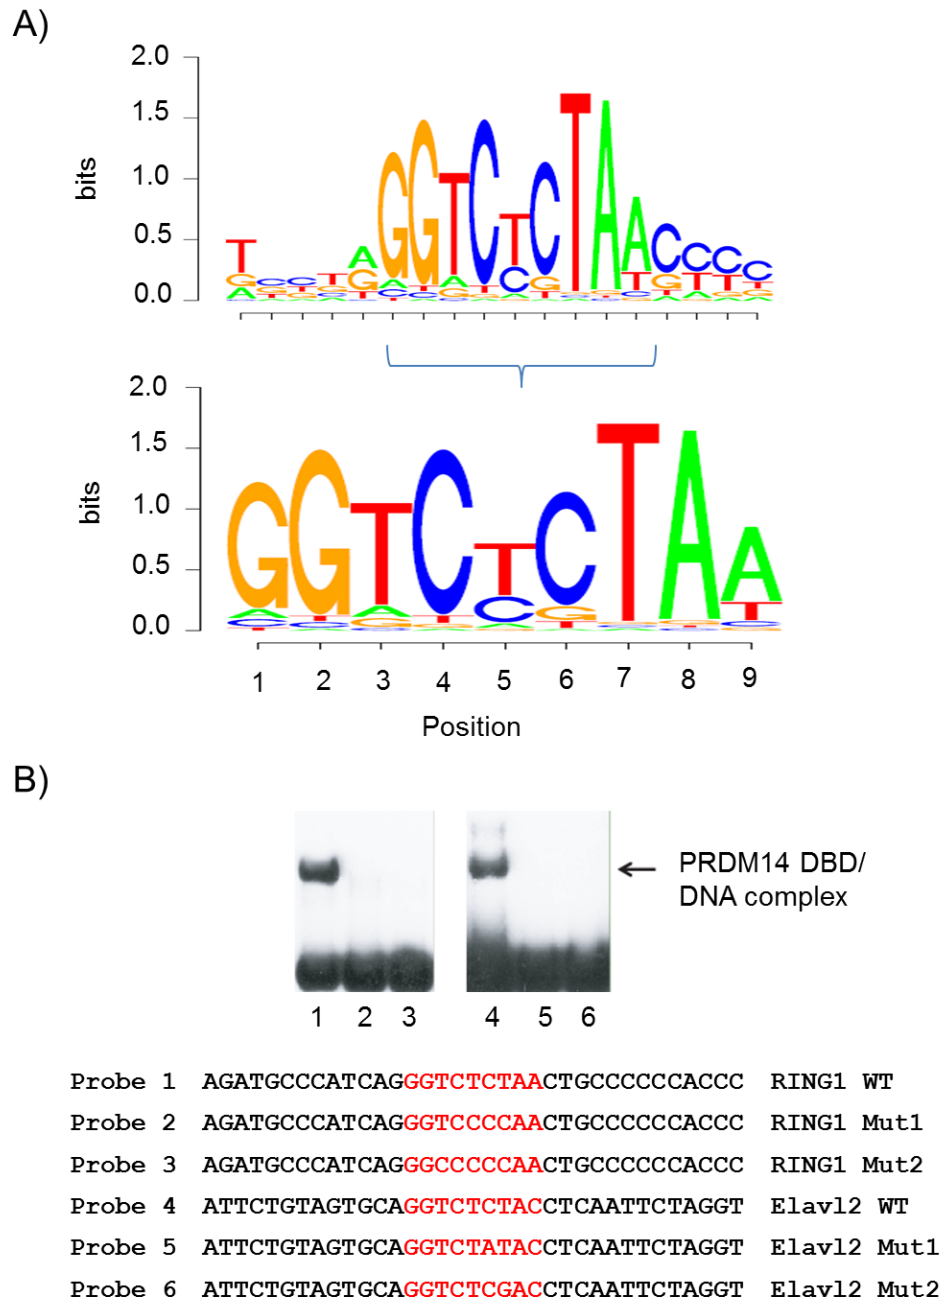 A)
2.0
1.5
1.0
0.5
0.0
bits
GGTCTCTAA
2.0
1.5
1.0
0.5
0.0
bits
GGTCTCTAA
1 2 3 4 5 6 7 8 9
Position
B)
PRDM14 DBD/
DNA complex
1 2 3 4 5 6
Probe 1 AGATGCCCATCAGGGTCTCTAACTGCCCCCCACCC RING1 WT
Probe 2 AGATGCCCATCAGGGTCCCCAACTGCCCCCCACCC RING1 Mut1
Probe 3 AGATGCCCATCAGGGCCCCCAACTGCCCCCCACCC RING1 Mut2
Probe 4 ATTCTGTAGTGCAGGTCTCTACCTCAATTCTAGGT Elavl2 WT
Probe 5 ATTCTGTAGTGCAGGTCTATACCTCAATTCTAGGT Elavl2 Mut1
Probe 6 ATTCTGTAGTGCAGGTCTCGACCTCAATTCTAGGT Elavl2 Mut2